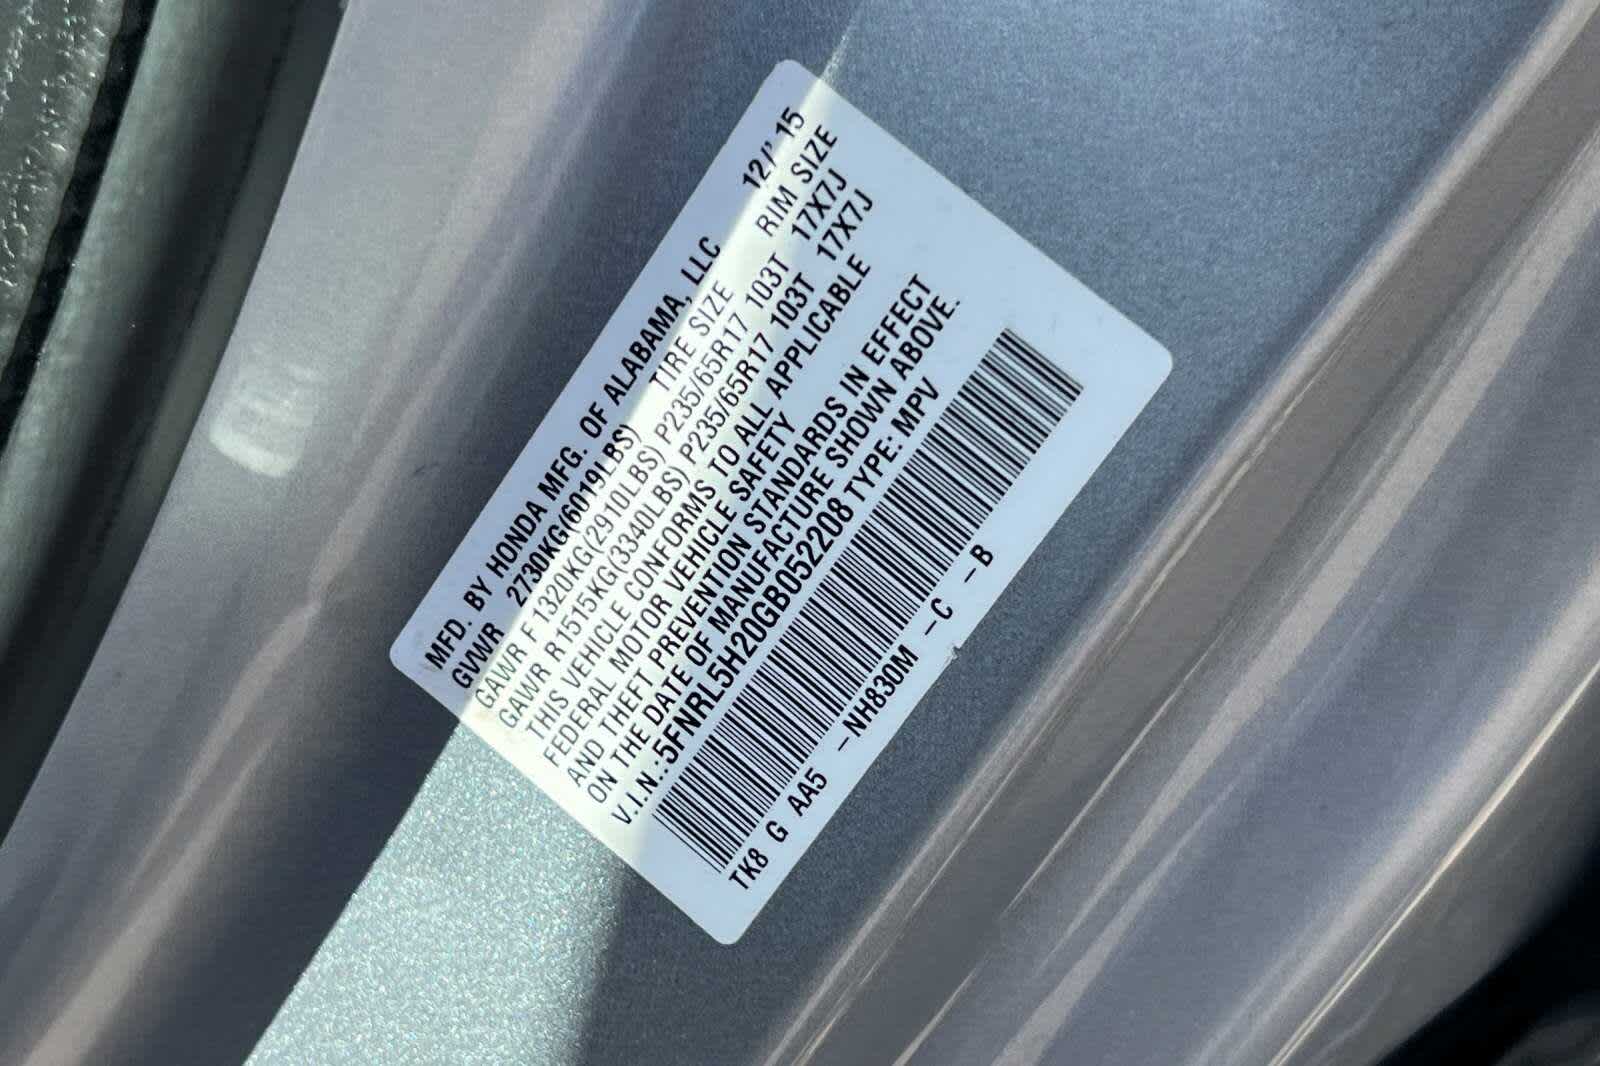 MFD. BY HONDA MFG. OF ALABAMA, LLC 12/' 15
GVWR 2730KG(6019LBS) TIRE SIZE RIM SIZE
GAWR F 1320KG(2910LBS) P235/65R17 103T 17X7J
GAWR R 1515KG(3340LBS) P235/65R17 103T 17X7J
THIS VEHICLE CONFORMS TO ALL APPLICABLE
FEDERAL MOTOR VEHICLE SAFETY
AND THEFT PREVENTION STANDARDS IN EFFECT
ON THE DATE OF MANUFACTURE SHOWN ABOVE.
V.I.N.:5FNRL5H20GB052208 TYPE: MPV
TK8 G AA5 -NH830M -C -B